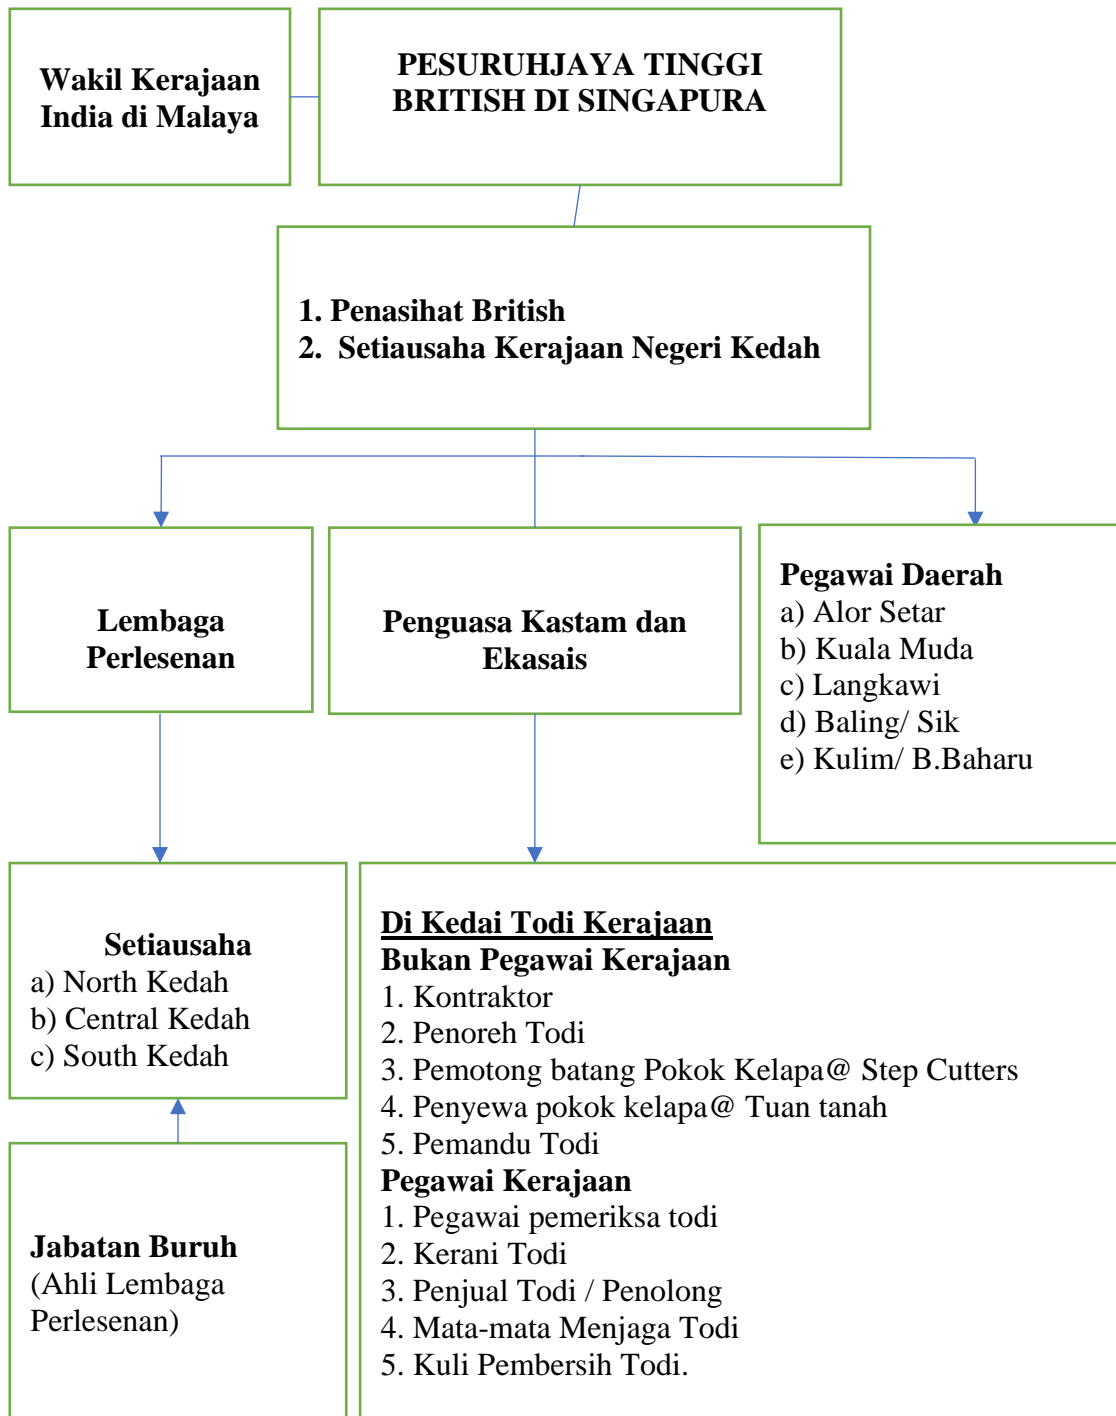 Wakil Kerajaan
India di Malaya
PESURUHJAYA TINGGI
BRITISH DI SINGAPURA
1. Penasihat British
2. Setiausaha Kerajaan Negeri Kedah
Lembaga
Perlesenan
Penguasa Kastam dan
Ekasais
Pegawai Daerah
a) Alor Setar
b) Kuala Muda
c) Langkawi
d) Baling/ Sik
e) Kulim/ B.Baharu
Setiausaha
a) North Kedah
b) Central Kedah
c) South Kedah
Di Kedai Todi Kerajaan
Bukan Pegawai Kerajaan
1. Kontraktor
2. Penoreh Todi
3. Pemotong batang Pokok Kelapa@ Step Cutters
4. Penyewa pokok kelapa@ Tuan tanah
5. Pemandu Todi
Pegawai Kerajaan
1. Pegawai pemeriksa todi
2. Kerani Todi
3. Penjual Todi / Penolong
4. Mata-mata Menjaga Todi
5. Kuli Pembersih Todi.
Jabatan Buruh
(Ahli Lembaga
Perlesenan)